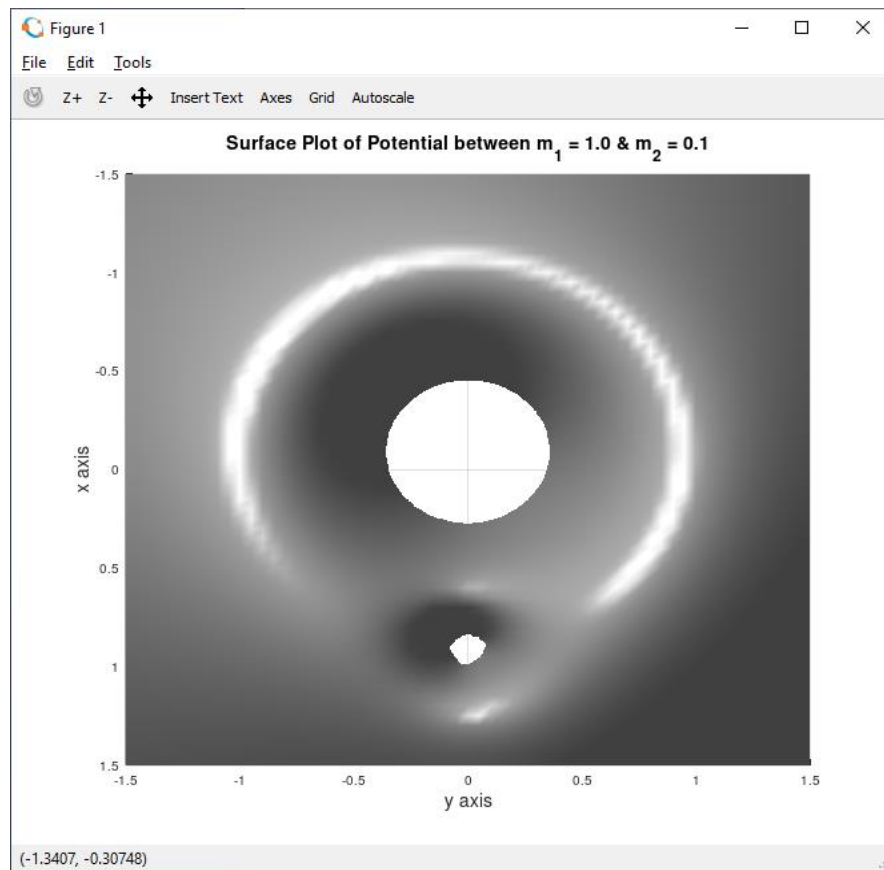 Figure 1
File Edit Tools
Z+ Z- Insert Text Axes Grid Autoscale
Surface Plot of Potential between m_1 = 1.0 & m_2 = 0.1
-1.5
-1
-0.5
0
0.5
1
1.5
x axis
-1.5 -1 -0.5 0 0.5 1 1.5
y axis
(-1.3407, -0.30748)